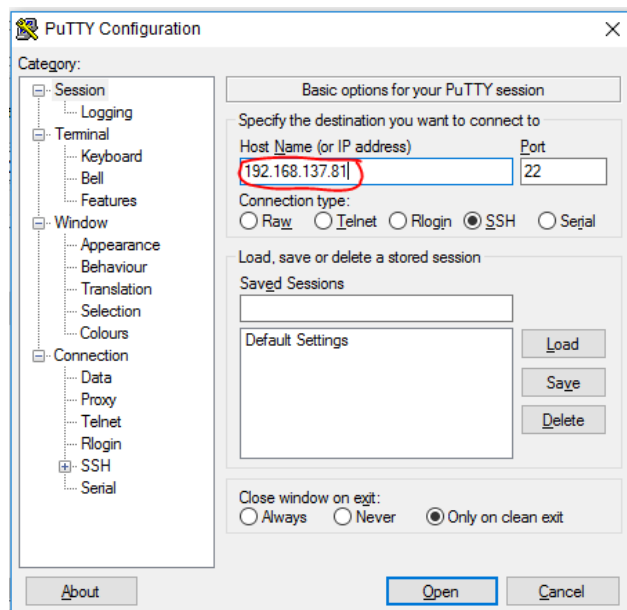 PuTTY Configuration
Category:
Session
Logging
Terminal
Keyboard
Bell
Features
Window
Appearance
Behaviour
Translation
Selection
Colours
Connection
Data
Proxy
Telnet
Rlogin
SSH
Serial
Basic options for your PuTTY session
Specify the destination you want to connect to
Host Name (or IP address) Port
192.168.137.81 22
Connection type:
Raw Telnet Rlogin SSH Serial
Load, save or delete a stored session
Saved Sessions
Default Settings
Load
Save
Delete
Close window on exit:
Always Never Only on clean exit
About Open Cancel